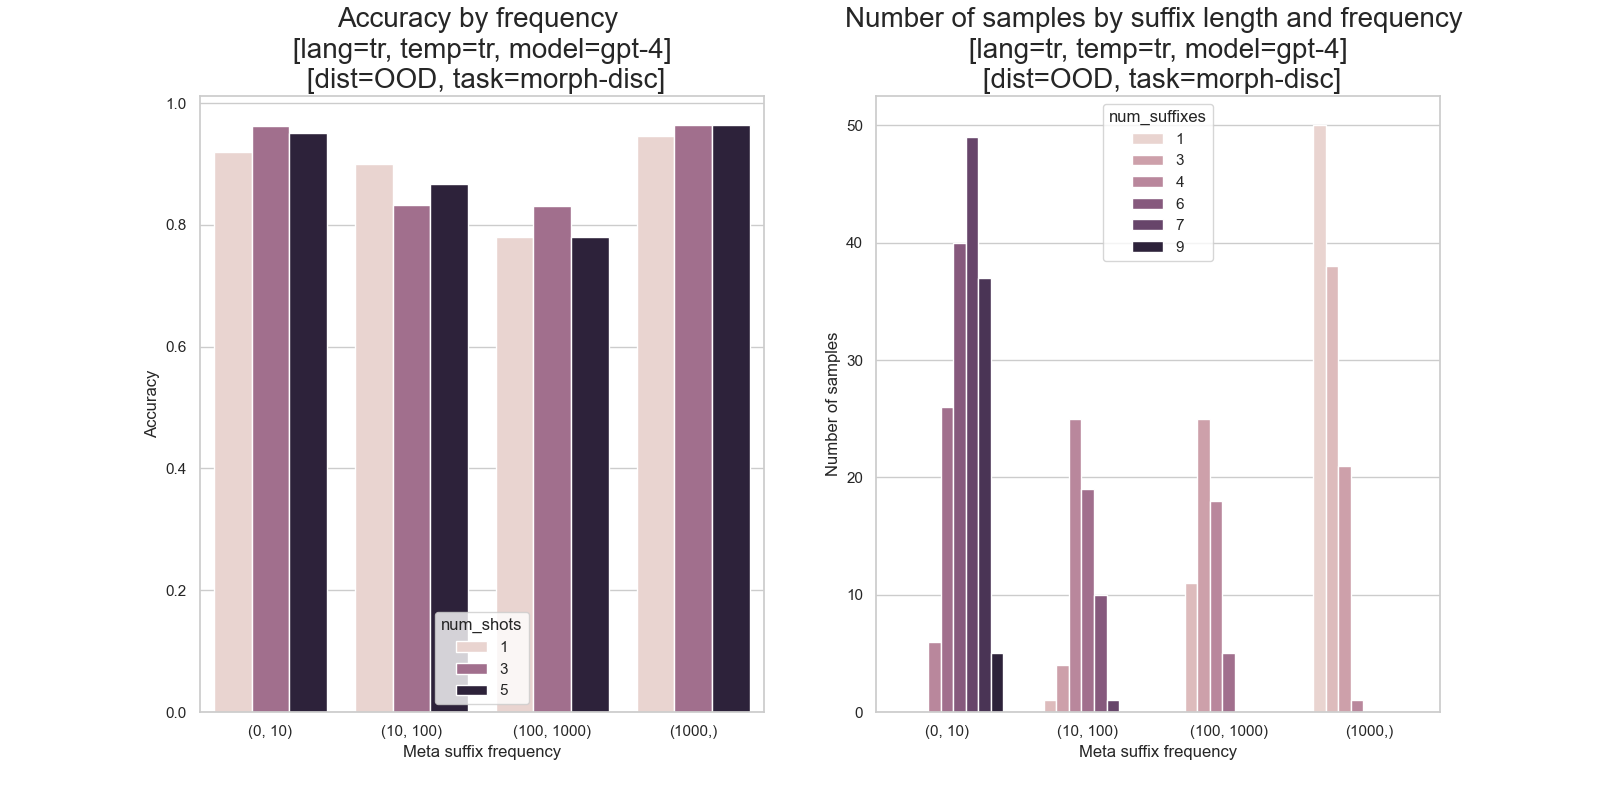 Accuracy by frequency
[lang=tr, temp=tr, model=gpt-4]
[dist=OOD, task=morph-disc]
1.0
0.8
0.6
0.4
0.2
0.0
Accuracy
num_shots
1
3
5
(0, 10)
(10, 100)
(100, 1000)
(1000,)
Meta suffix frequency
Number of samples by suffix length and frequency
[lang=tr, temp=tr, model=gpt-4]
[dist=OOD, task=morph-disc]
50
40
30
20
10
0
Number of samples
num_suffixes
1
3
4
6
7
9
(0, 10)
(10, 100)
(100, 1000)
(1000,)
Meta suffix frequency